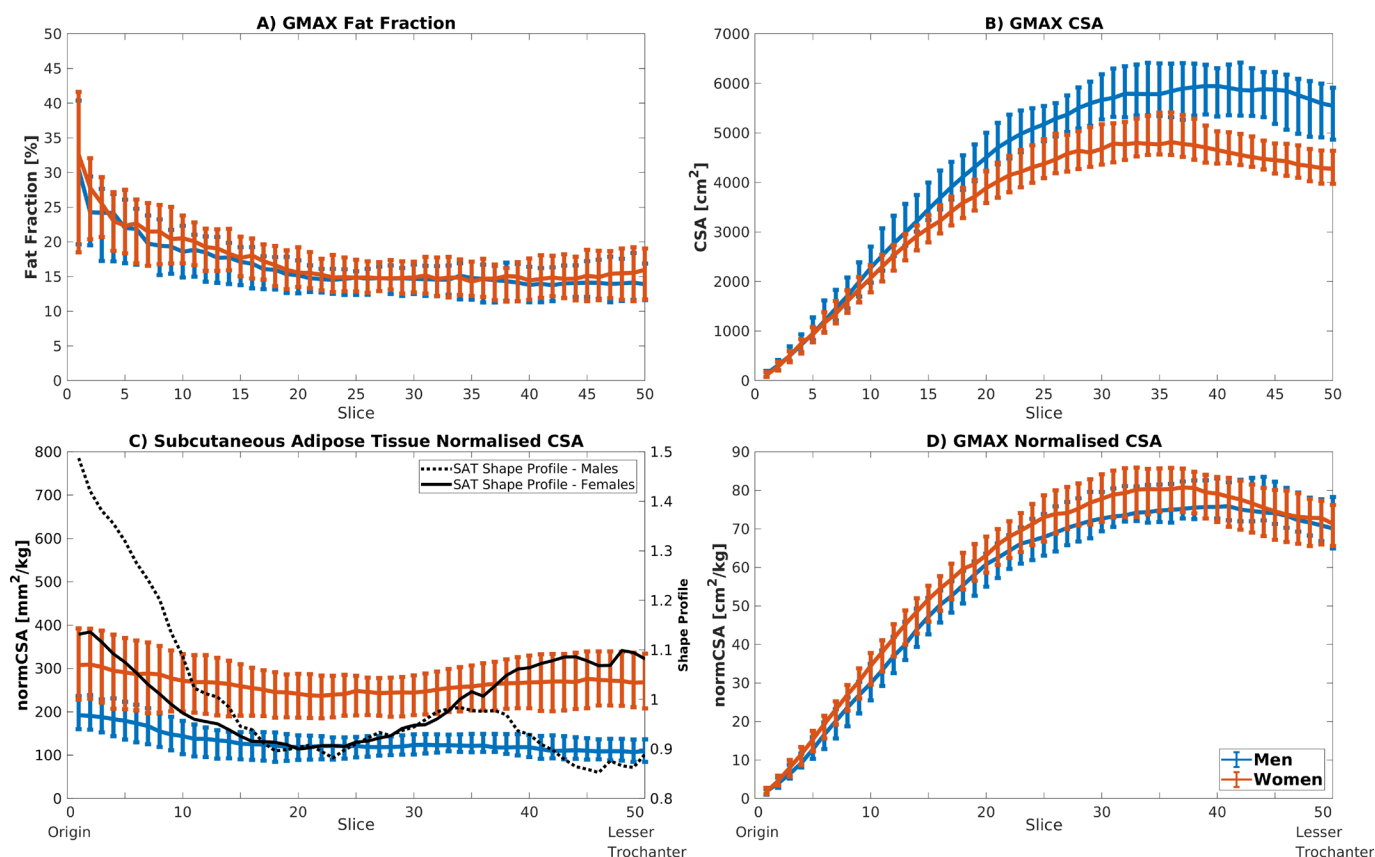 A) GMAX Fat Fraction
50
45
40
35
30
25
20
15
10
5
0
Fat Fraction [%]
0 5 10 15 20 25 30 35 40 45 50
Slice
B) GMAX CSA
6000
5000
4000
3000
2000
1000
0
CSA [cm²]
0 5 10 15 20 25 30 35 40 45 50
Slice
C) Subcutaneous Adipose Tissue Normalised CSA
800
700
600
500
400
300
200
100
0
normCSA [mm²/kg]
SAT Shape Profile - Males
SAT Shape Profile - Females
1.5
1.4
1.3
1.2
1.1
1
0.9
0.8
Shape Profile
0 10 20 30 40 50
Origin
Slice
Lesser
Trochanter
D) GMAX Normalised CSA
90
80
70
60
50
40
30
20
10
0
normCSA [cm²/kg]
Men
Women
0 10 20 30 40 50
Origin
Slice
Lesser
Trochanter